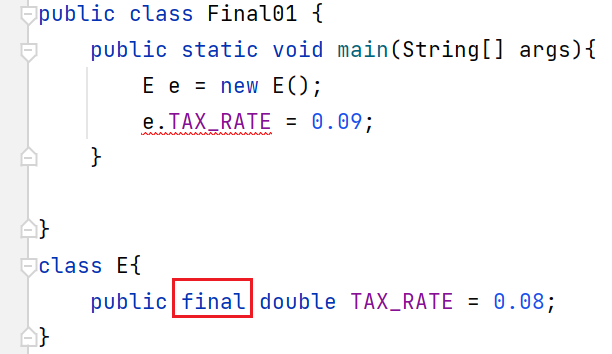 public class Final01 {
public static void main(String[] args){
E e = new E();
e.TAX_RATE = 0.09;
}
}
class E{
public final double TAX_RATE = 0.08;
}